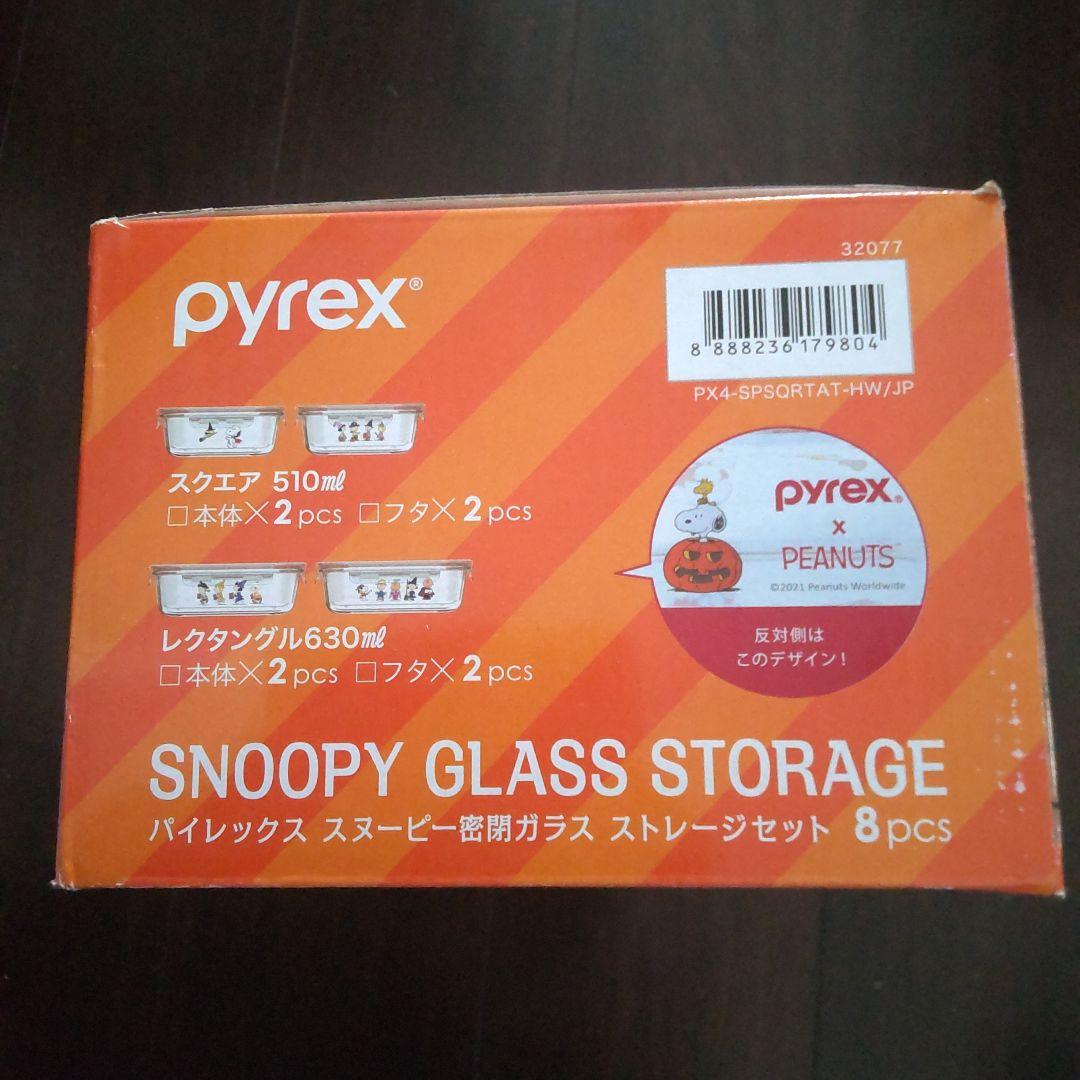 pyrex®
32077
8 888236 179804
PX4-SPSQRTAT-HW/JP
スクエア 510ml
□本体×2pcs □フタ×2pcs
レクタングル630ml
□本体×2pcs □フタ×2pcs
pyrex®
x
PEANUTS™
©2021 Peanuts Worldwide
反対側は
このデザイン！
SNOOPY GLASS STORAGE
パイレックス スヌーピー密閉ガラス ストレージセット 8pcs